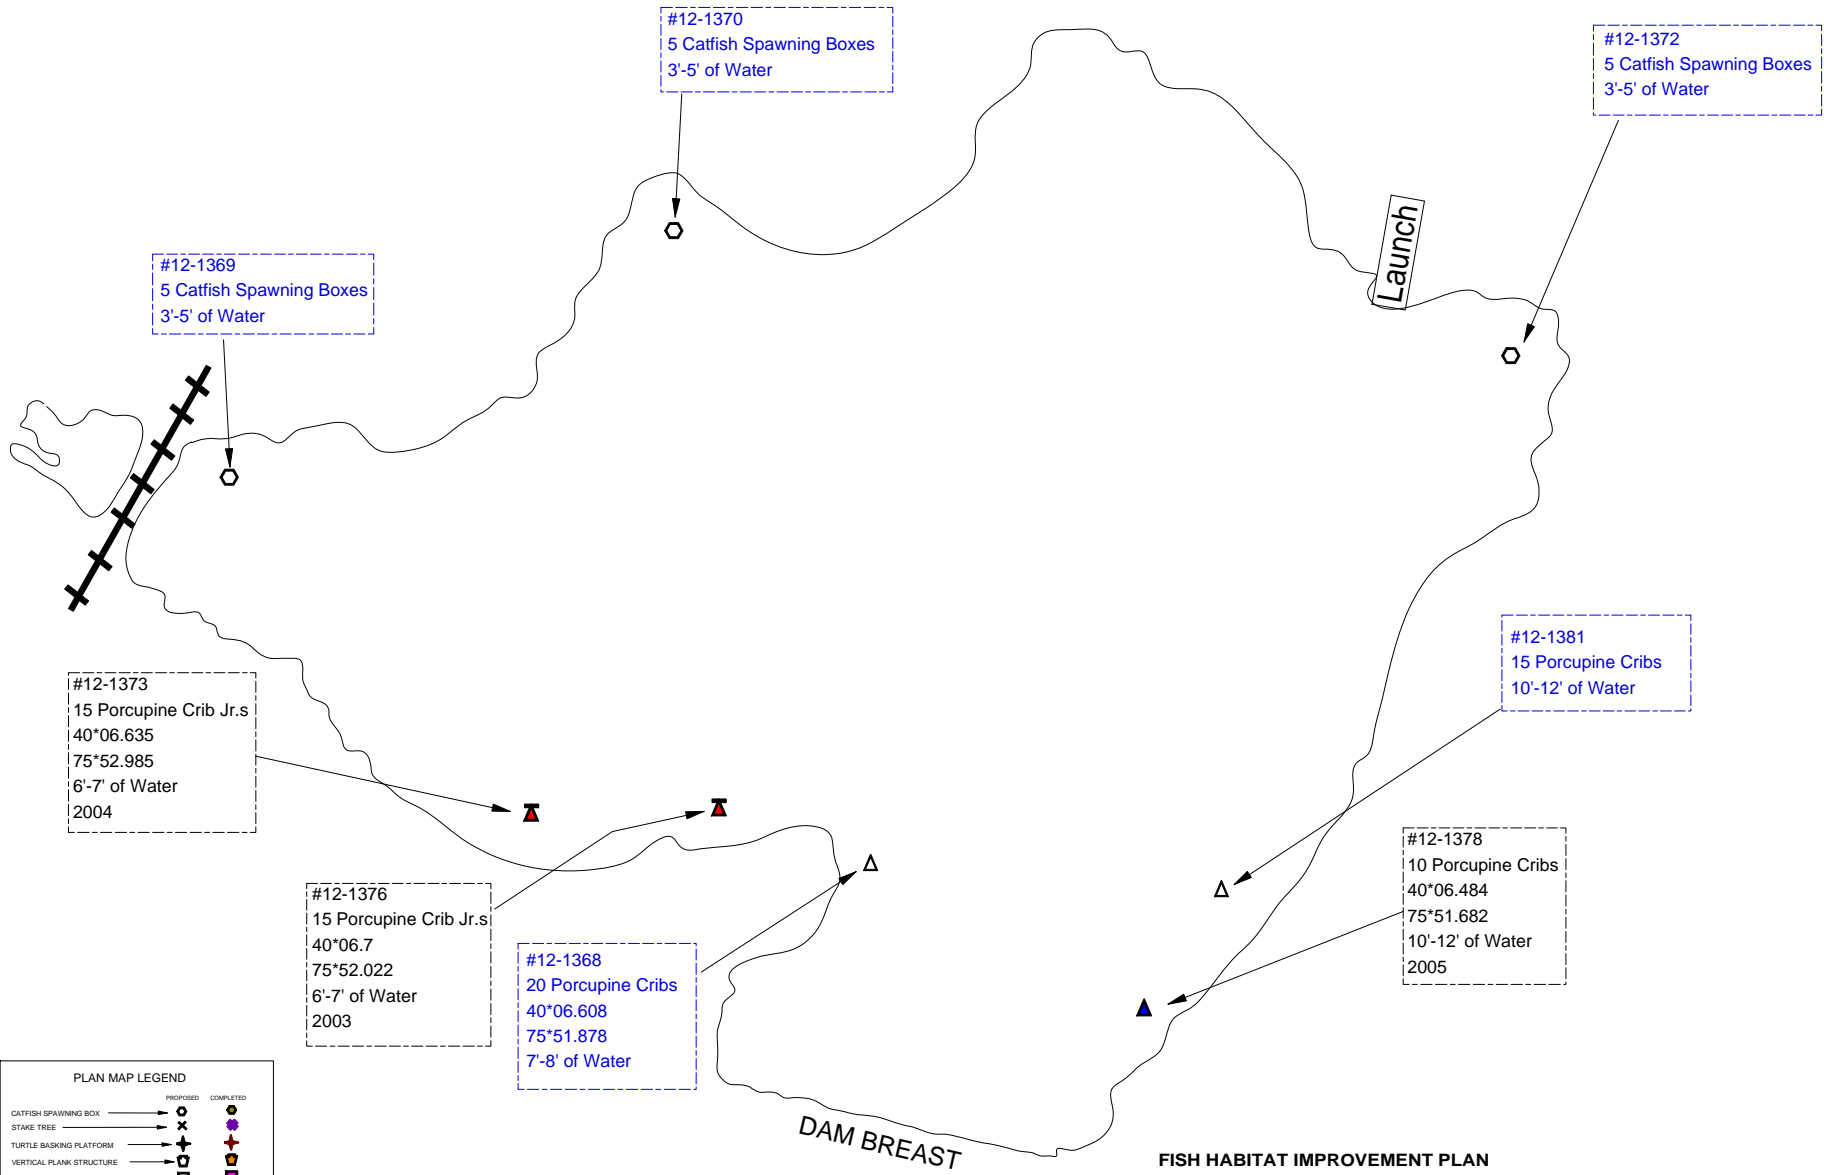 #12-1370
5 Catfish Spawning Boxes
3'-5' of Water
#12-1372
5 Catfish Spawning Boxes
3'-5' of Water
Launch
#12-1369
5 Catfish Spawning Boxes
3'-5' of Water
#12-1381
15 Porcupine Cribs
10'-12' of Water
#12-1373
15 Porcupine Crib Jr.s
40*06.635
75*52.985
6'-7' of Water
2004
#12-1378
10 Porcupine Cribs
40*06.484
75*51.682
10'-12' of Water
2005
#12-1376
15 Porcupine Crib Jr.s
40*06.7
75*52.022
6'-7' of Water
2003
#12-1368
20 Porcupine Cribs
40*06.608
75*51.878
7'-8' of Water
PLAN MAP LEGEND
PROPOSED COMPLETED
CATFISH SPAWNING BOX
STAKE TREE
TURTLE BASKING PLATFORM
VERTICAL PLANK STRUCTURE
DAM BREAST
FISH HABITAT IMPROVEMENT PLAN